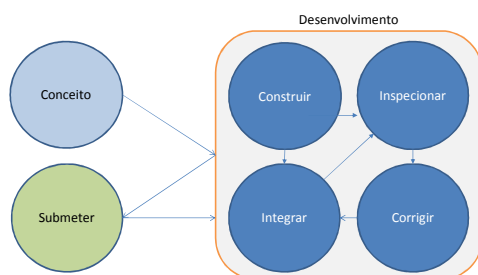 Desenvolvimento
Conceito
Construir
Inspecionar
Submeter
Integrar
Corrigir